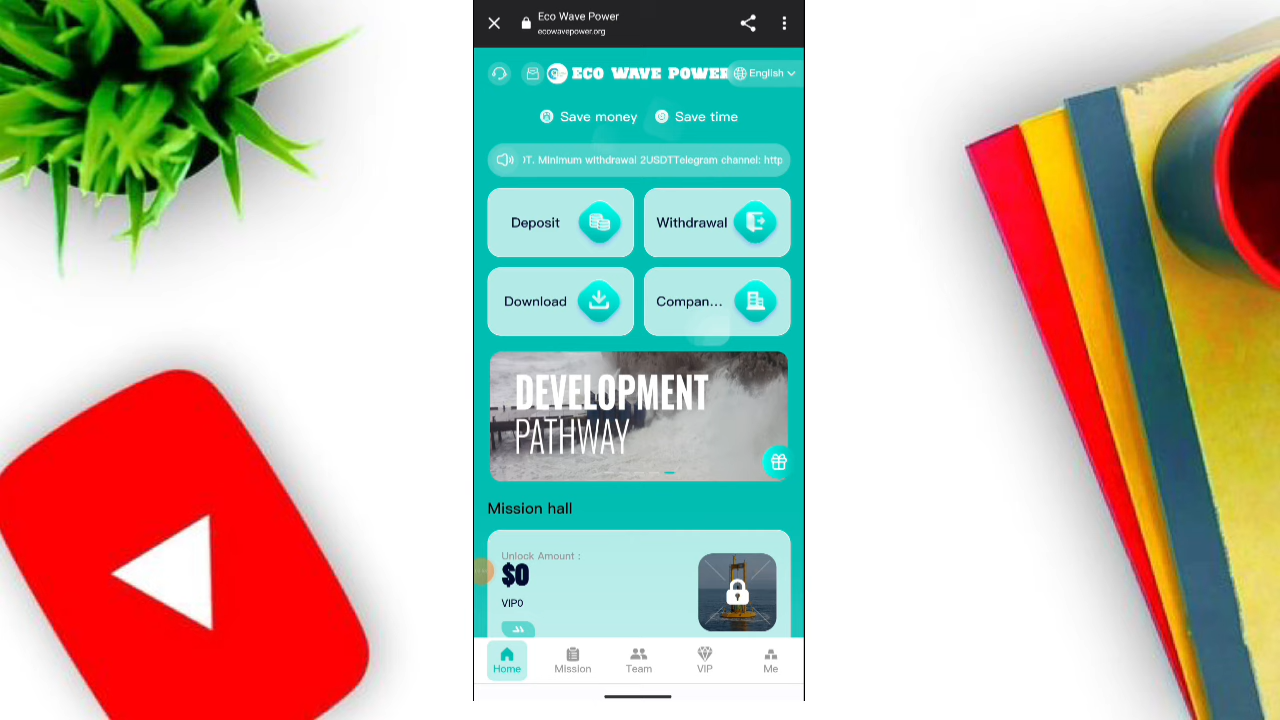 Eco Wave Power
ecowavepower.org
ECO WAVE POWER
English
Save money
Save time
DT. Minimum withdrawal 2USDTTelegram channel: http
Deposit
Withdrawal
Download
Compan...
DEVELOPMENT
PATHWAY
Mission hall
Unlock Amount :
$0
VIP0
Home
Mission
Team
VIP
Me